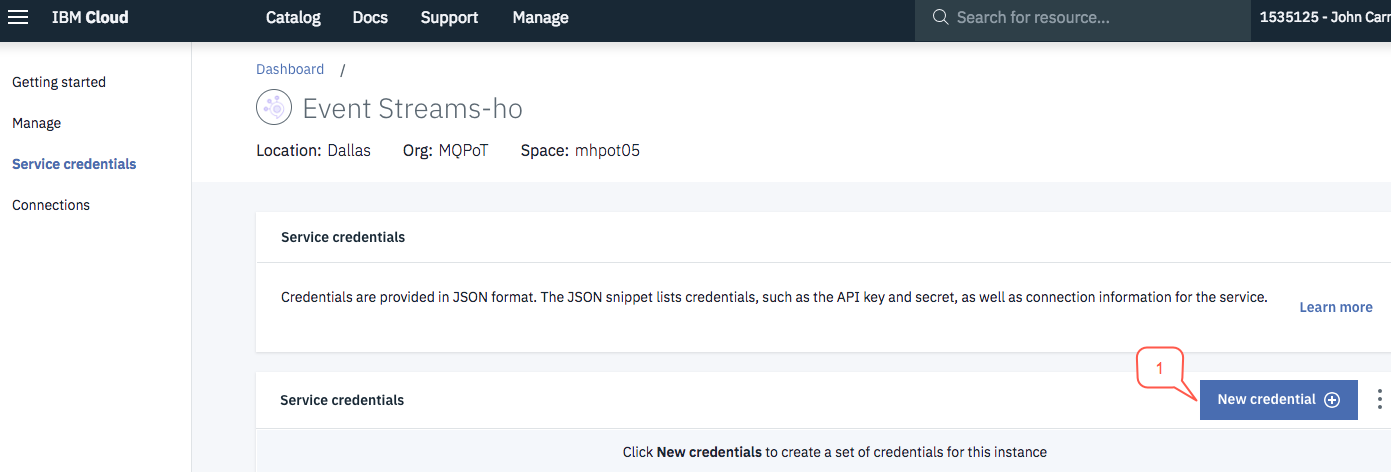 IBM Cloud Catalog Docs Support Manage Search for resource... 1535125 - John Carr
Dashboard /
Getting started
Event Streams-ho
Manage
Location: Dallas Org: MQPoT Space: mhpot05
Service credentials
Connections
Service credentials
Credentials are provided in JSON format. The JSON snippet lists credentials, such as the API key and secret, as well as connection information for the service.
Learn more
1
Service credentials New credential
Click New credentials to create a set of credentials for this instance